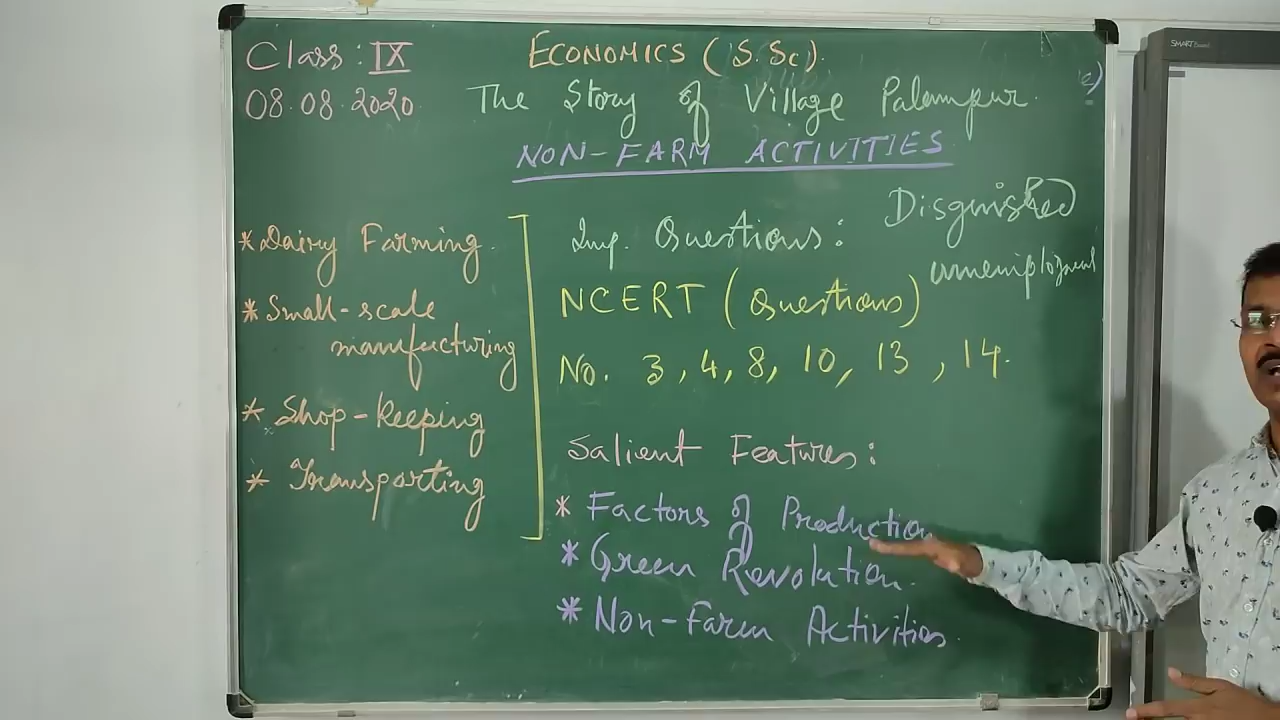 Class : IX
08.08.2020
ECONOMICS (S.Sc).
The Story of Village Palampur.
NON-FARM ACTIVITIES
* Dairy Farming.
* Small-scale
manufacturing
* Shop-keeping
* Transporting
Imp. Questions:
NCERT (Questions)
No. 3, 4, 8, 10, 13, 14.
Disguished
unemployment
Salient Features:
* Factors of Production
* Green Revolution.
* Non-Farm Activities.
SMART Board